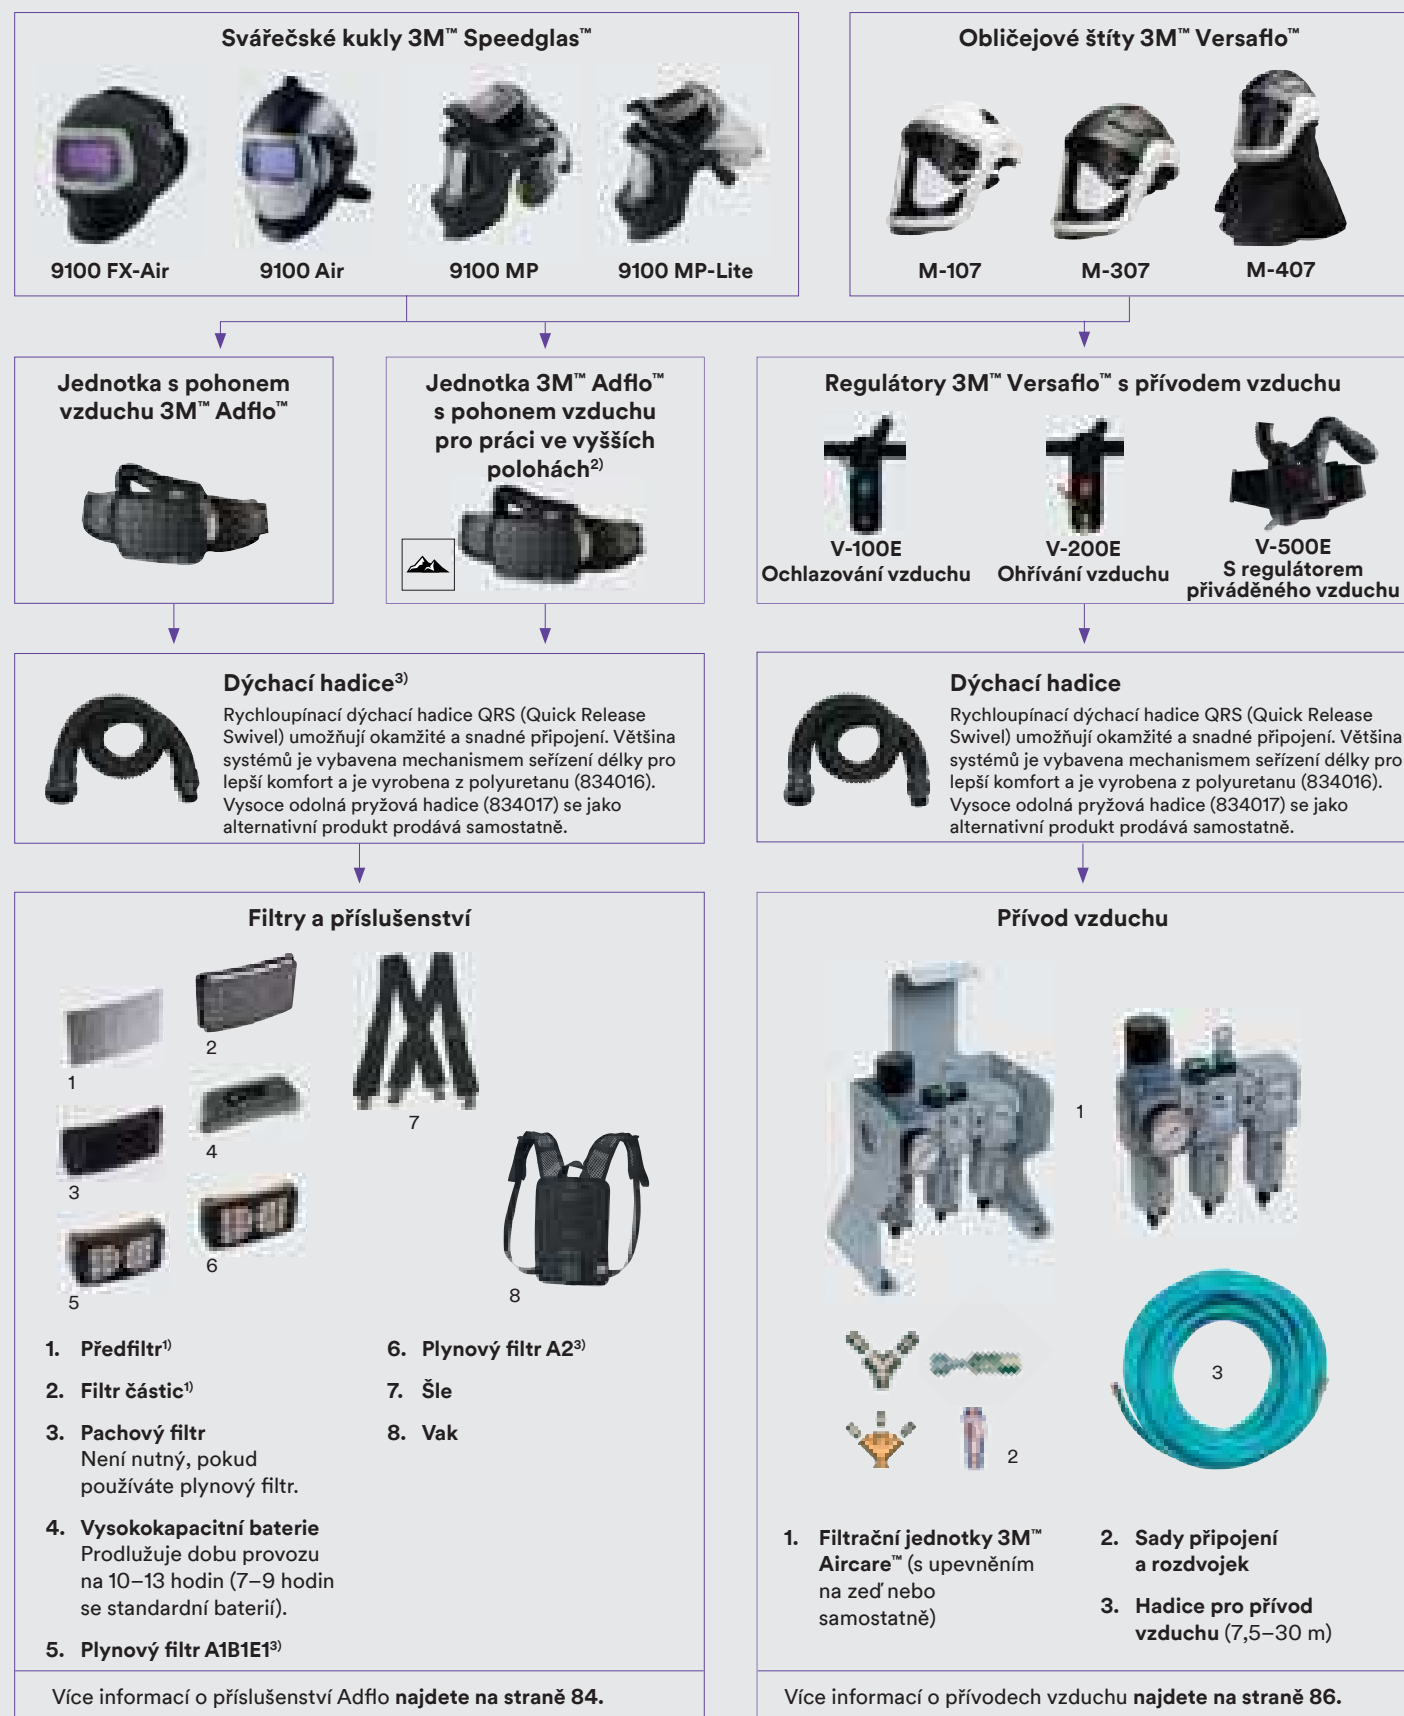 Svářečské kukly 3M™ Speedglas™
9100 FX-Air
9100 Air
9100 MP
9100 MP-Lite
Obličejové štíty 3M™ Versaflo™
M-107
M-307
M-407
Jednotka s pohonem
vzduchu 3M™ Adflo™
Jednotka 3M™ Adflo™
s pohonem vzduchu
pro práci ve vyšších
polohách2)
Regulátory 3M™ Versaflo™ s přívodem vzduchu
V-100E
Ochlazování vzduchu
V-200E
Ohřívání vzduchu
V-500E
S regulátorem
přiváděného vzduchu
Dýchací hadice3)
Rychloupínací dýchací hadice QRS (Quick Release
Swivel) umožňují okamžité a snadné připojení. Většina
systémů je vybavena mechanismem seřízení délky pro
lepší komfort a je vyrobena z polyuretanu (834016).
Vysoce odolná pryžová hadice (834017) se jako
alternativní produkt prodává samostatně.
Dýchací hadice
Rychloupínací dýchací hadice QRS (Quick Release
Swivel) umožňují okamžité a snadné připojení. Většina
systémů je vybavena mechanismem seřízení délky pro
lepší komfort a je vyrobena z polyuretanu (834016).
Vysoce odolná pryžová hadice (834017) se jako
alternativní produkt prodává samostatně.
Filtry a příslušenství
1
2
3
4
5
6
7
8
1. Předfiltr1)
2. Filtr částic1)
3. Pachový filtr
Není nutný, pokud
používáte plynový filtr.
4. Vysokokapacitní baterie
Prodlužuje dobu provozu
na 10–13 hodin (7–9 hodin
se standardní baterií).
5. Plynový filtr A1B1E13)
6. Plynový filtr A23)
7. Šle
8. Vak
Více informací o příslušenství Adflo najdete na straně 84.
Přívod vzduchu
1
2
3
1. Filtrační jednotky 3M™
Aircare™ (s upevněním
na zeď nebo
samostatně)
2. Sady připojení
a rozdvojek
3. Hadice pro přívod
vzduchu (7,5–30 m)
Více informací o přívodech vzduchu najdete na straně 86.